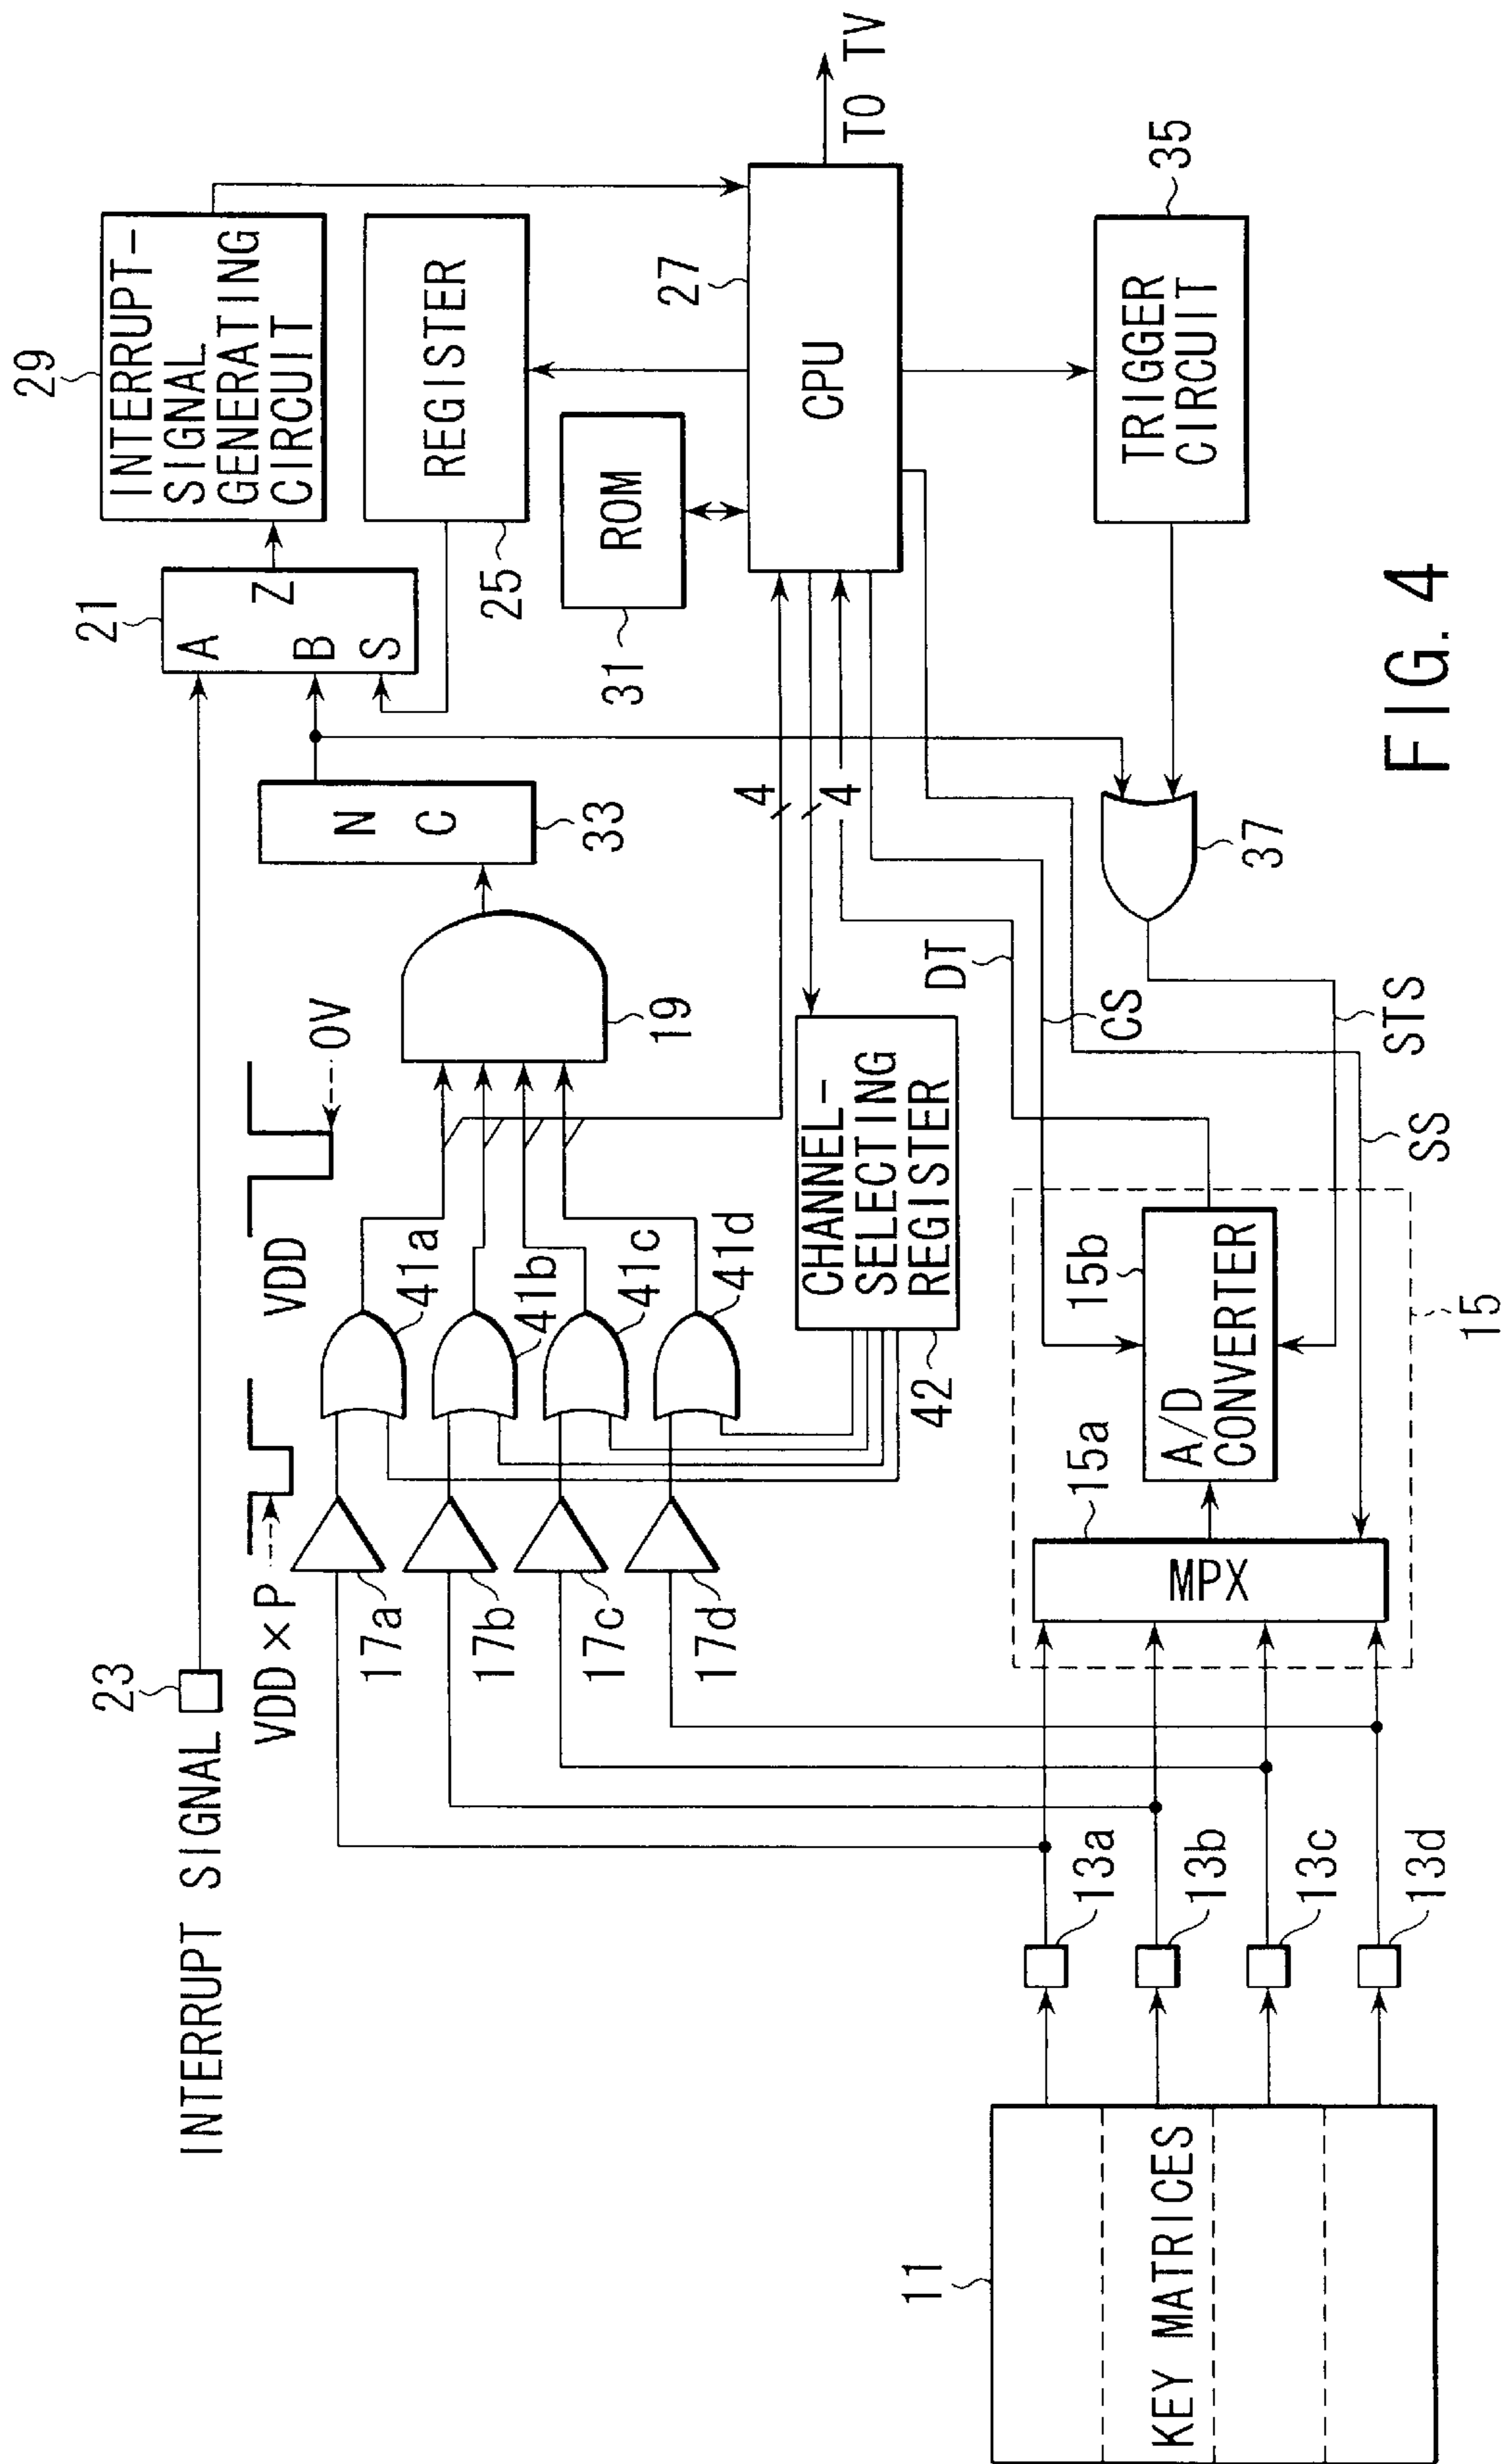 INTERRUPT SIGNAL
23
VDD×P
VDD
0V
21
A
B
S
Z
29
INTERRUPT-
SIGNAL
GENERATING
CIRCUIT
REGISTER
25
ROM
31
N C
33
19
17a
17b
17c
17d
41a
41b
41c
41d
CHANNEL-
SELECTING
REGISTER
42
4
4
CPU
27
TO TV
TRIGGER
CIRCUIT
35
37
DT
CS
STS
SS
11
KEY MATRICES
13a
13b
13c
13d
MPX
15a
A/D
CONVERTER
15b
15
FIG. 4